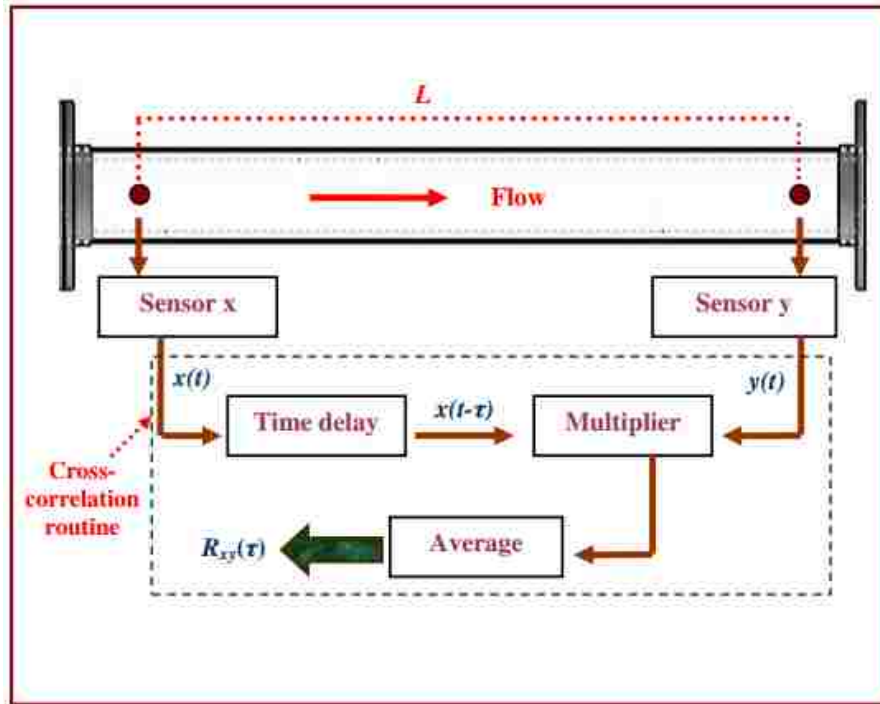 L
Flow
Sensor x
Sensor y
x(t)
y(t)
Time delay
x(t-τ)
Multiplier
Cross-
correlation
routine
Rxy(τ)
Average